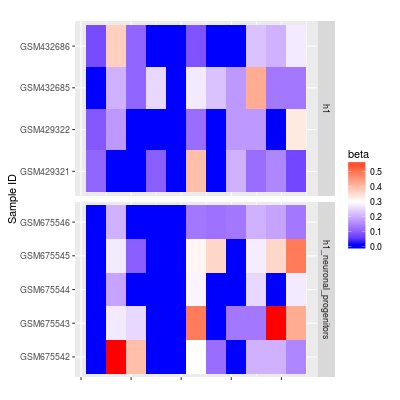 GSM432686
GSM432685
GSM429322
GSM429321
h1
GSM675546
GSM675545
GSM675544
GSM675543
GSM675542
h1_neuronal_progenitors
Sample ID
beta
0.5
0.4
0.3
0.2
0.1
0.0